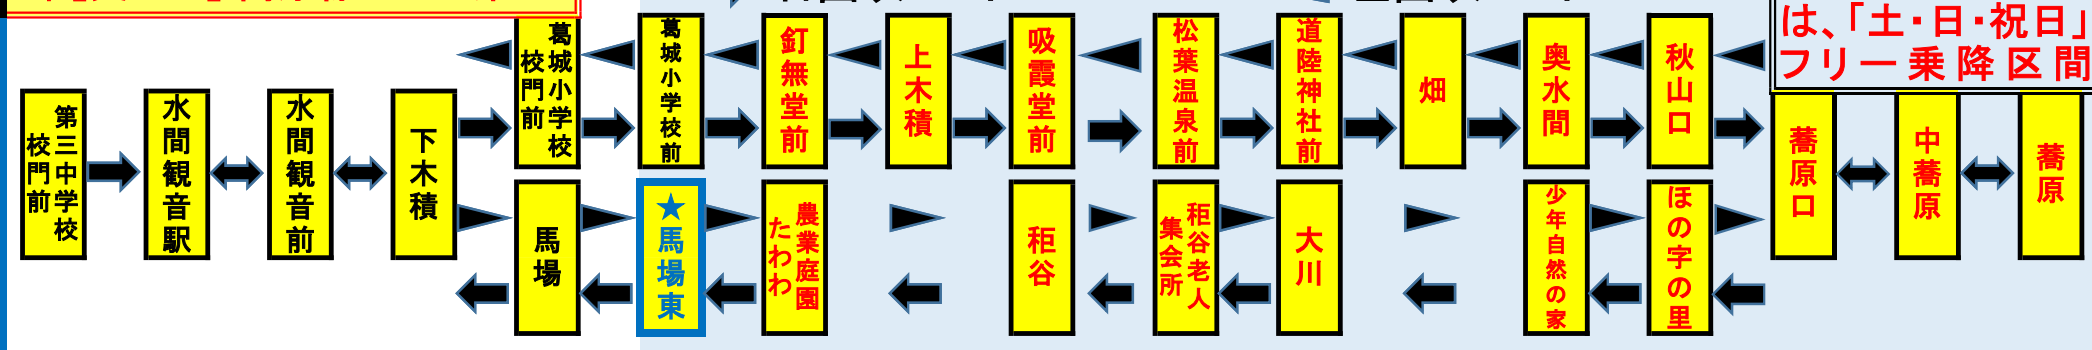 は、「土・日・祝日」
フリー乗降区間
第三中学校
校門前
水間観音駅
水間観音前
下木積
葛城小学校
校門前
葛城小学校前
釘無堂前
上木積
吸霞堂前
松葉温泉前
道陸神社前
畑
奥水間
秋山口
蕎原口
中蕎原
蕎原
馬場
★馬場東
農業庭園
たわわ
秬谷
秬谷老人
集会所
大川
少年自然の家
ほの字の里